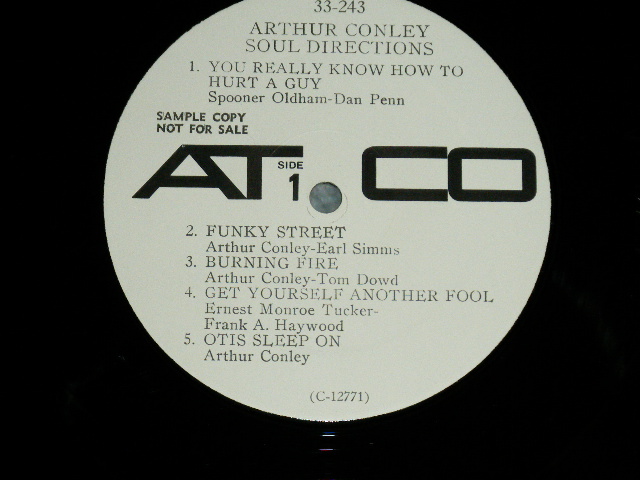 33-243
ARTHUR CONLEY
SOUL DIRECTIONS
1. YOU REALLY KNOW HOW TO
HURT A GUY
Spooner Oldham-Dan Penn
SAMPLE COPY
NOT FOR SALE
ATCO
SIDE
1
2. FUNKY STREET
Arthur Conley-Earl Simms
3. BURNING FIRE
Arthur Conley-Tom Dowd
4. GET YOURSELF ANOTHER FOOL
Ernest Monroe Tucker-
Frank A. Haywood
5. OTIS SLEEP ON
Arthur Conley
(C-12771)